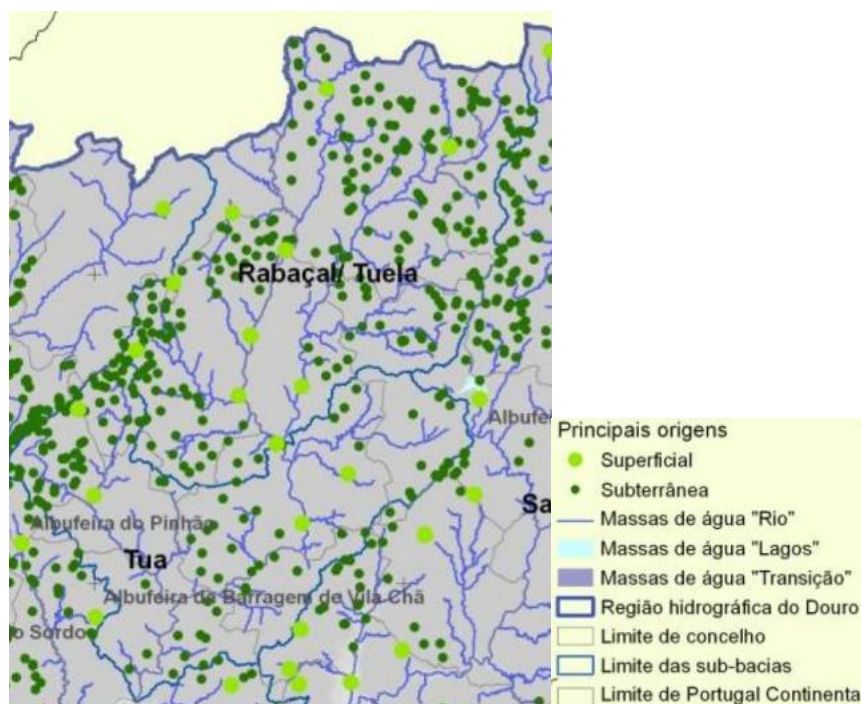 Rabaçal/ Tuela
Albufei
Albufeira do Pinhão
Sa
Tua
Albufeira da Barragem de Vila Chã
o Sordo
Principais origens
Superficial
Subterrânea
Massas de água "Rio"
Massas de água "Lagos"
Massas de água "Transição"
Região hidrográfica do Douro
Limite de concelho
Limite das sub-bacias
Limite de Portugal Continenta